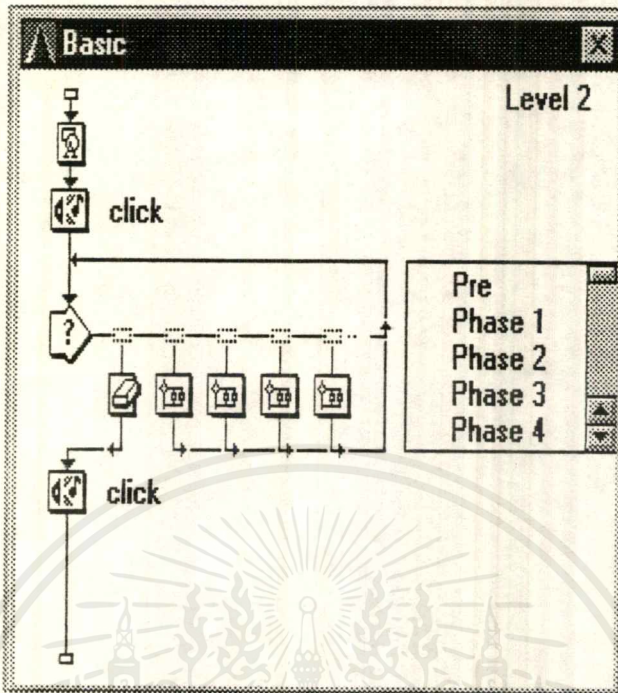 Basic
Level 2
click
?
Pre
Phase 1
Phase 2
Phase 3
Phase 4
click